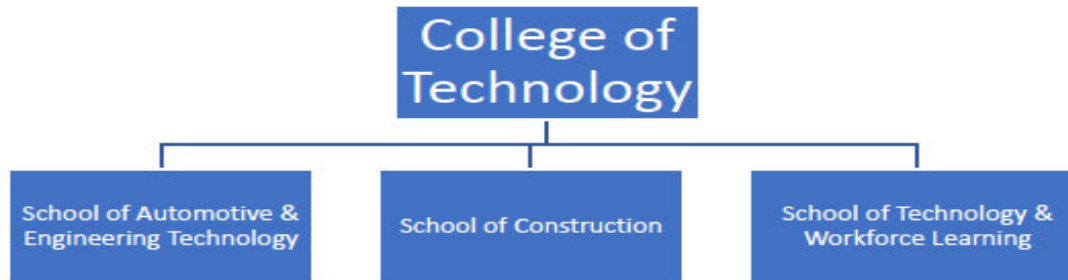 College of
Technology
School of Automotive &
Engineering Technology
School of Construction
School of Technology &
Workforce Learning